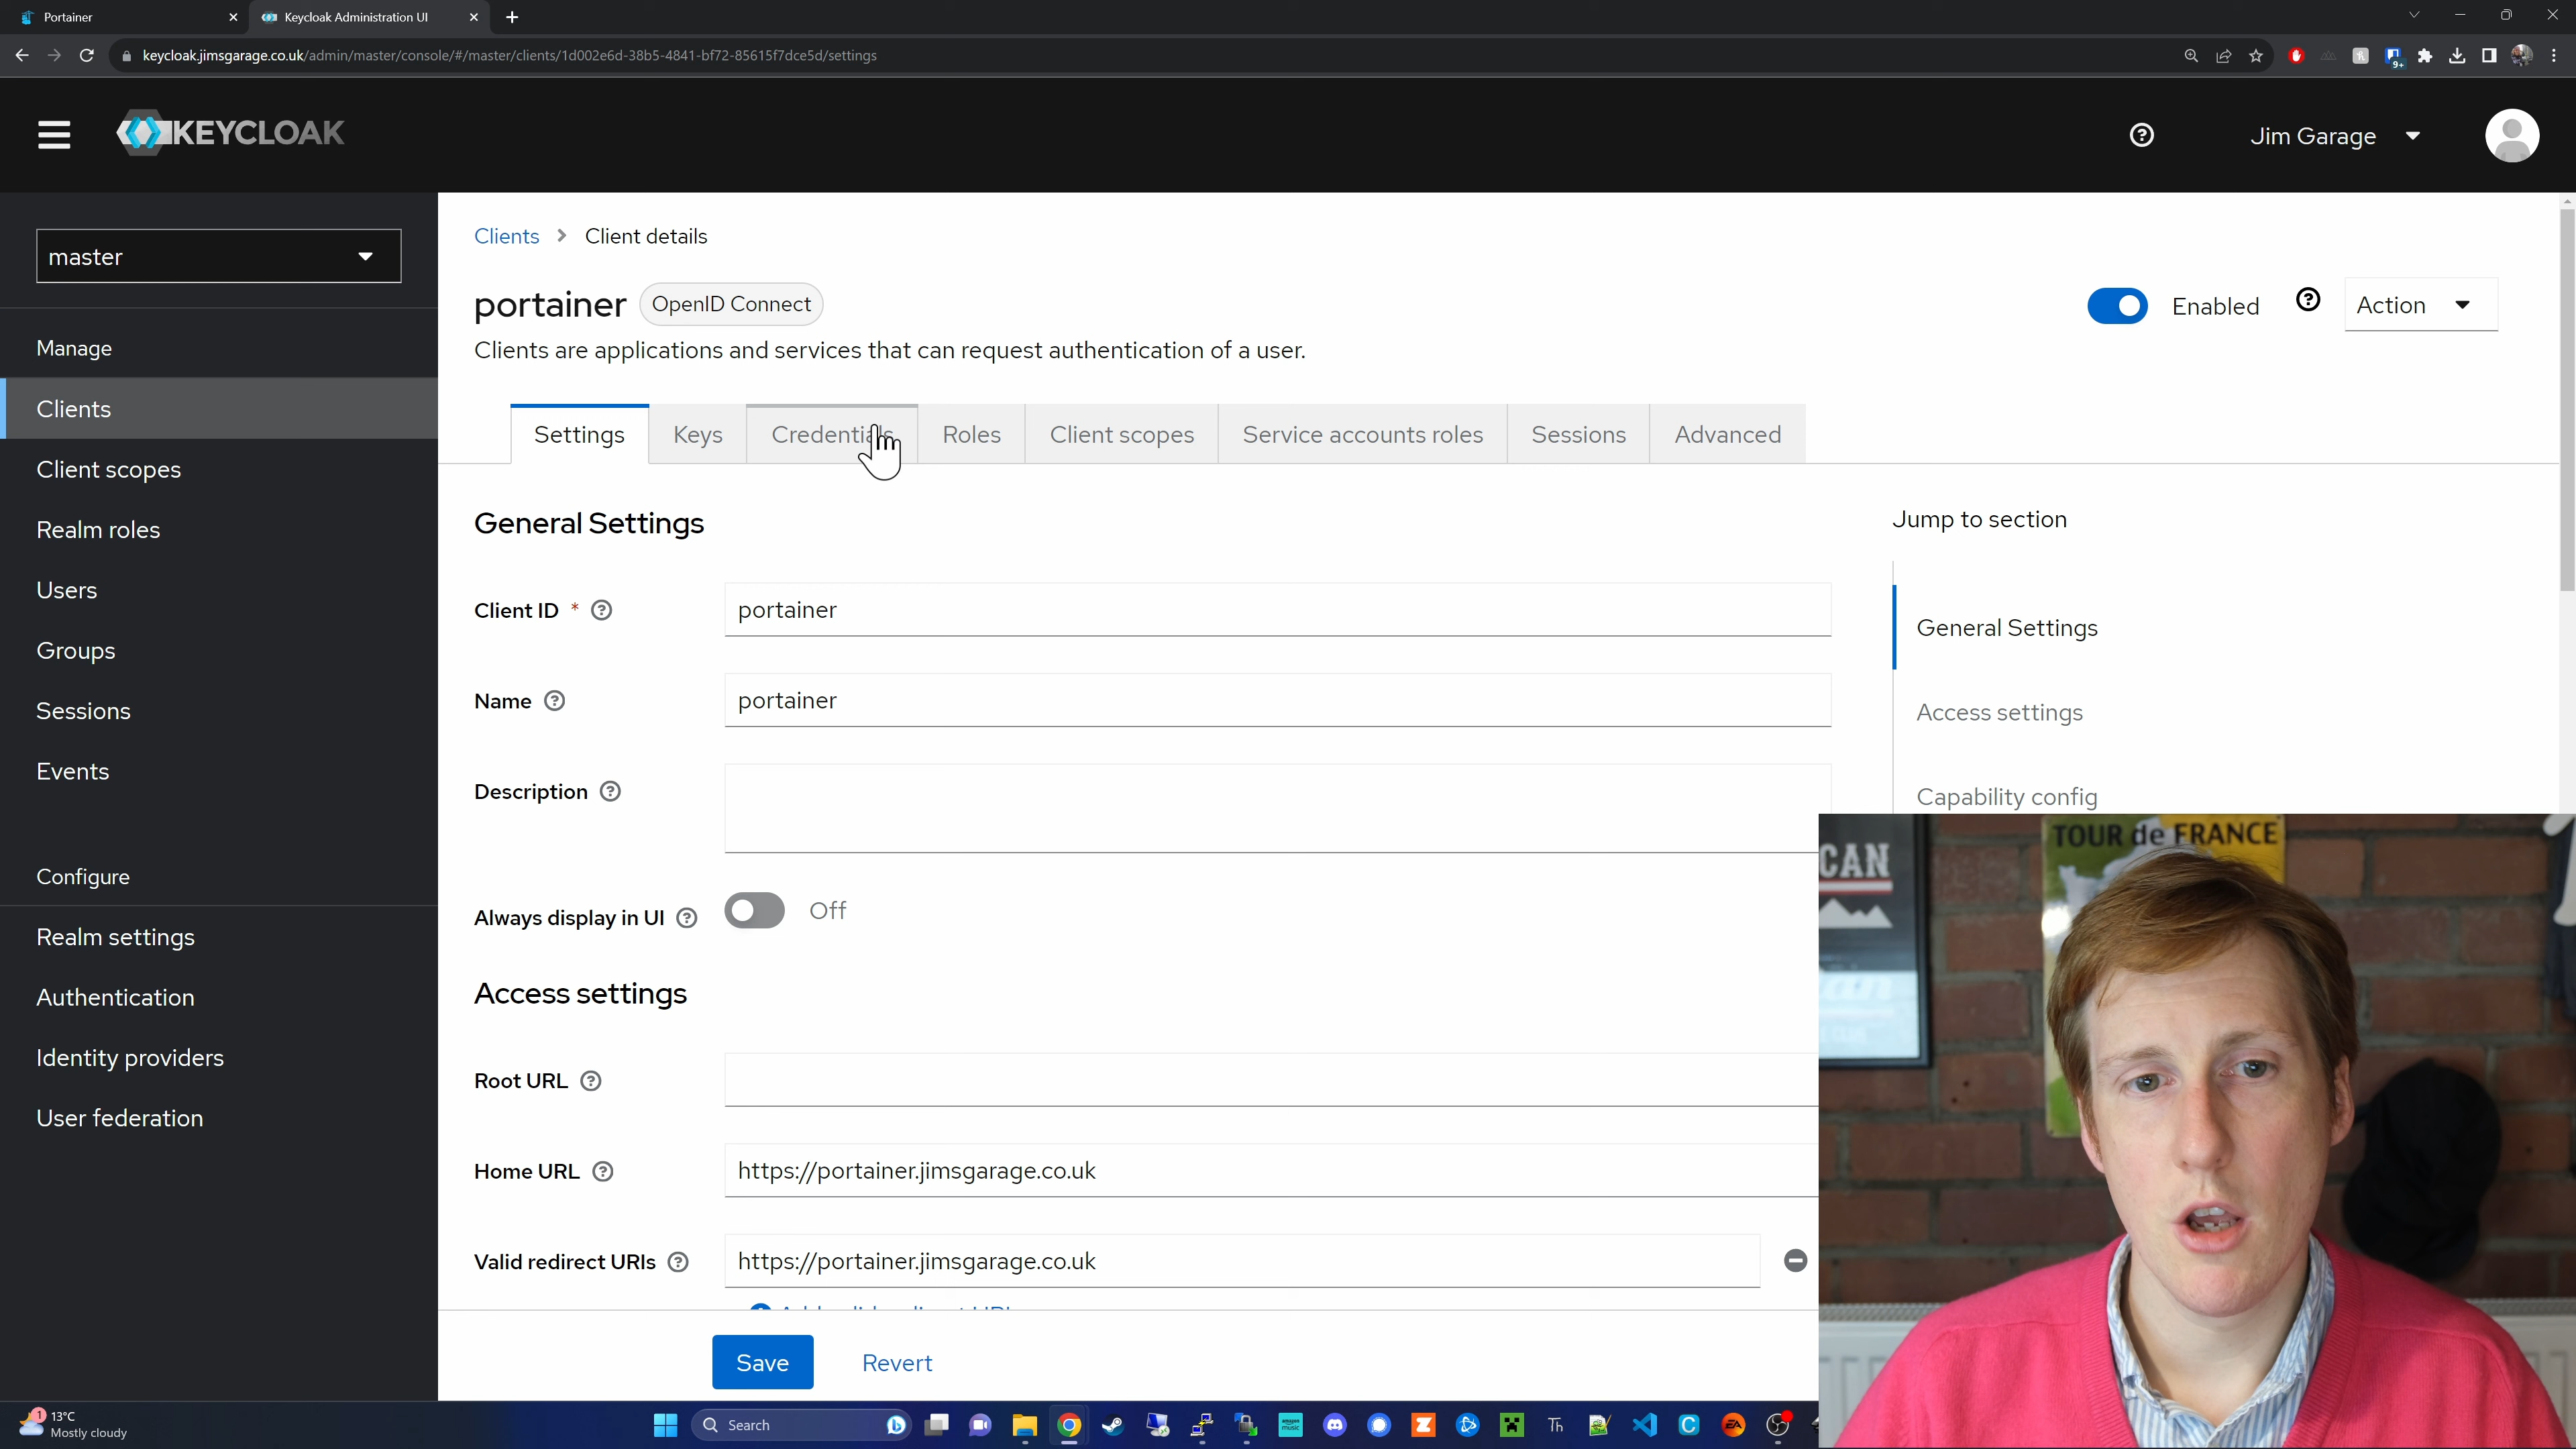 Portainer
Keycloak Administration UI
keycloak.jimsgarage.co.uk/admin/master/console/#/master/clients/1d002e6d-38b5-4841-bf72-85615f7dce5d/settings
9+
KEYCLOAK
Jim Garage
master
Manage
Clients
Client scopes
Realm roles
Users
Groups
Sessions
Events
Configure
Realm settings
Authentication
Identity providers
User federation
Clients
Client details
portainer
OpenID Connect
Enabled
Action
Clients are applications and services that can request authentication of a user.
Settings
Keys
Credentials
Roles
Client scopes
Service accounts roles
Sessions
Advanced
General Settings
Client ID *
portainer
Name
portainer
Description
Always display in UI
Off
Access settings
Root URL
Home URL
https://portainer.jimsgarage.co.uk
Valid redirect URIs
https://portainer.jimsgarage.co.uk
Save
Revert
Jump to section
General Settings
Access settings
Capability config
TOUR de FRANCE
CAN
1
13°C
Mostly cloudy
Search
amazon music
Th
C
EA